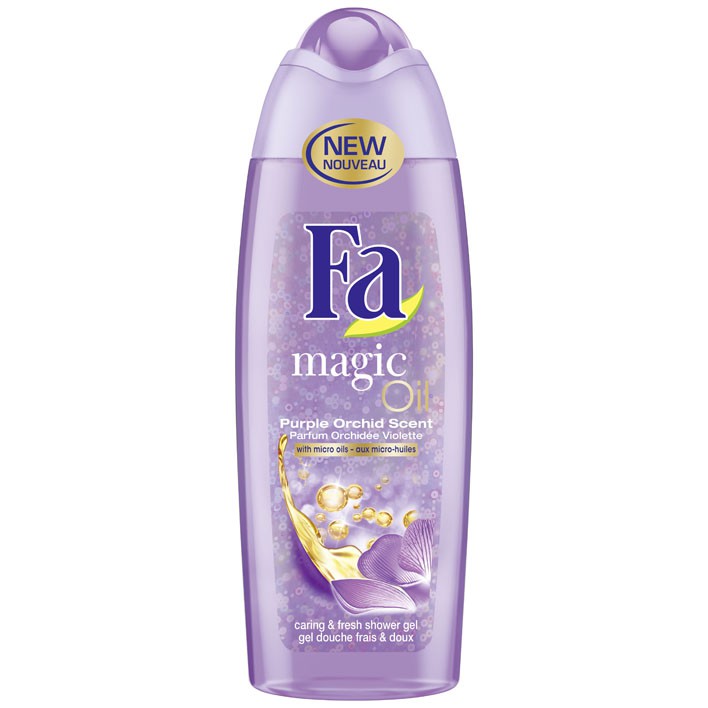 NEW
NOUVEAU
Fa
magic
Oil
Purple Orchid Scent
Parfum Orchidée Violette
with micro oils - aux micro-huiles
caring & fresh shower gel
gel douche frais & doux